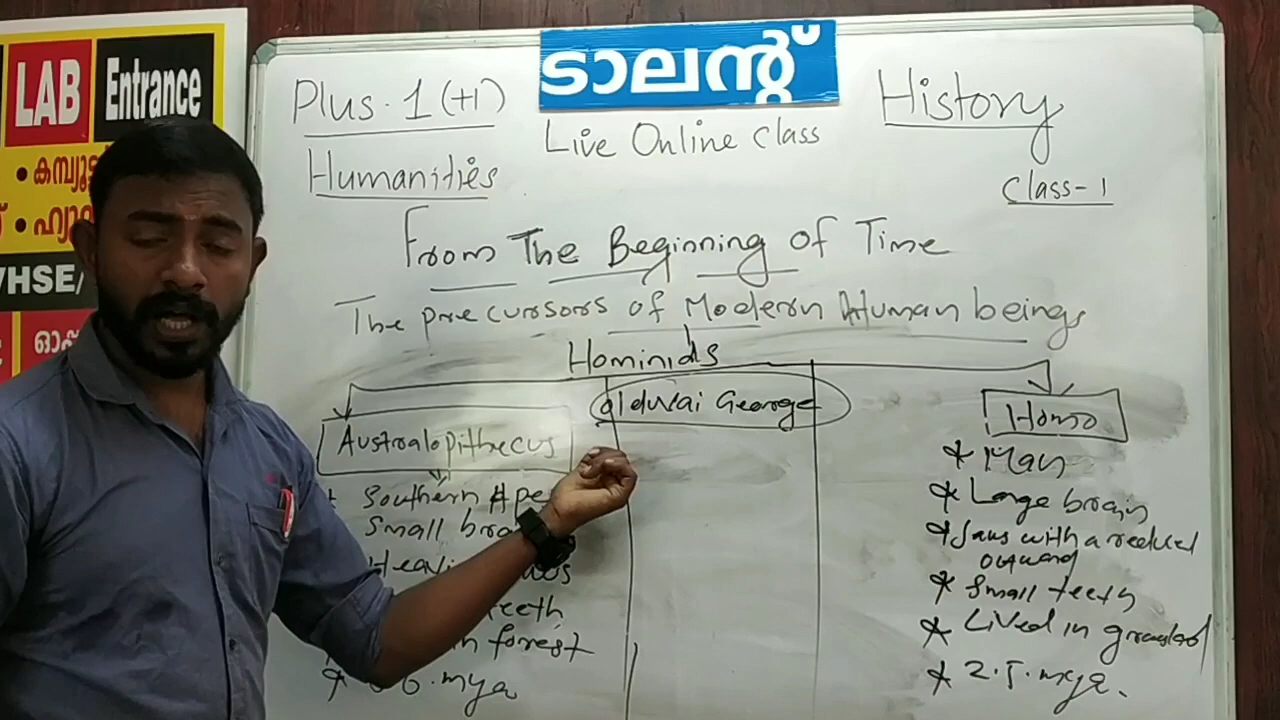 LAB Entrance
VHSE/
ടാലന്റ്
Plus.1 (+1)
Live Online Class
History
Humanities
Class-1
From The Beginning of Time
The precursors of Modern Human beings
Hominids
Olduvai George
Australopithecus
Homo
* Southern Ape
* Man
Small
* Large brain
* Jaws with a reduced
outward
teeth
* Small teeth
forest
* Lived in
mya
* 2.5.mya.